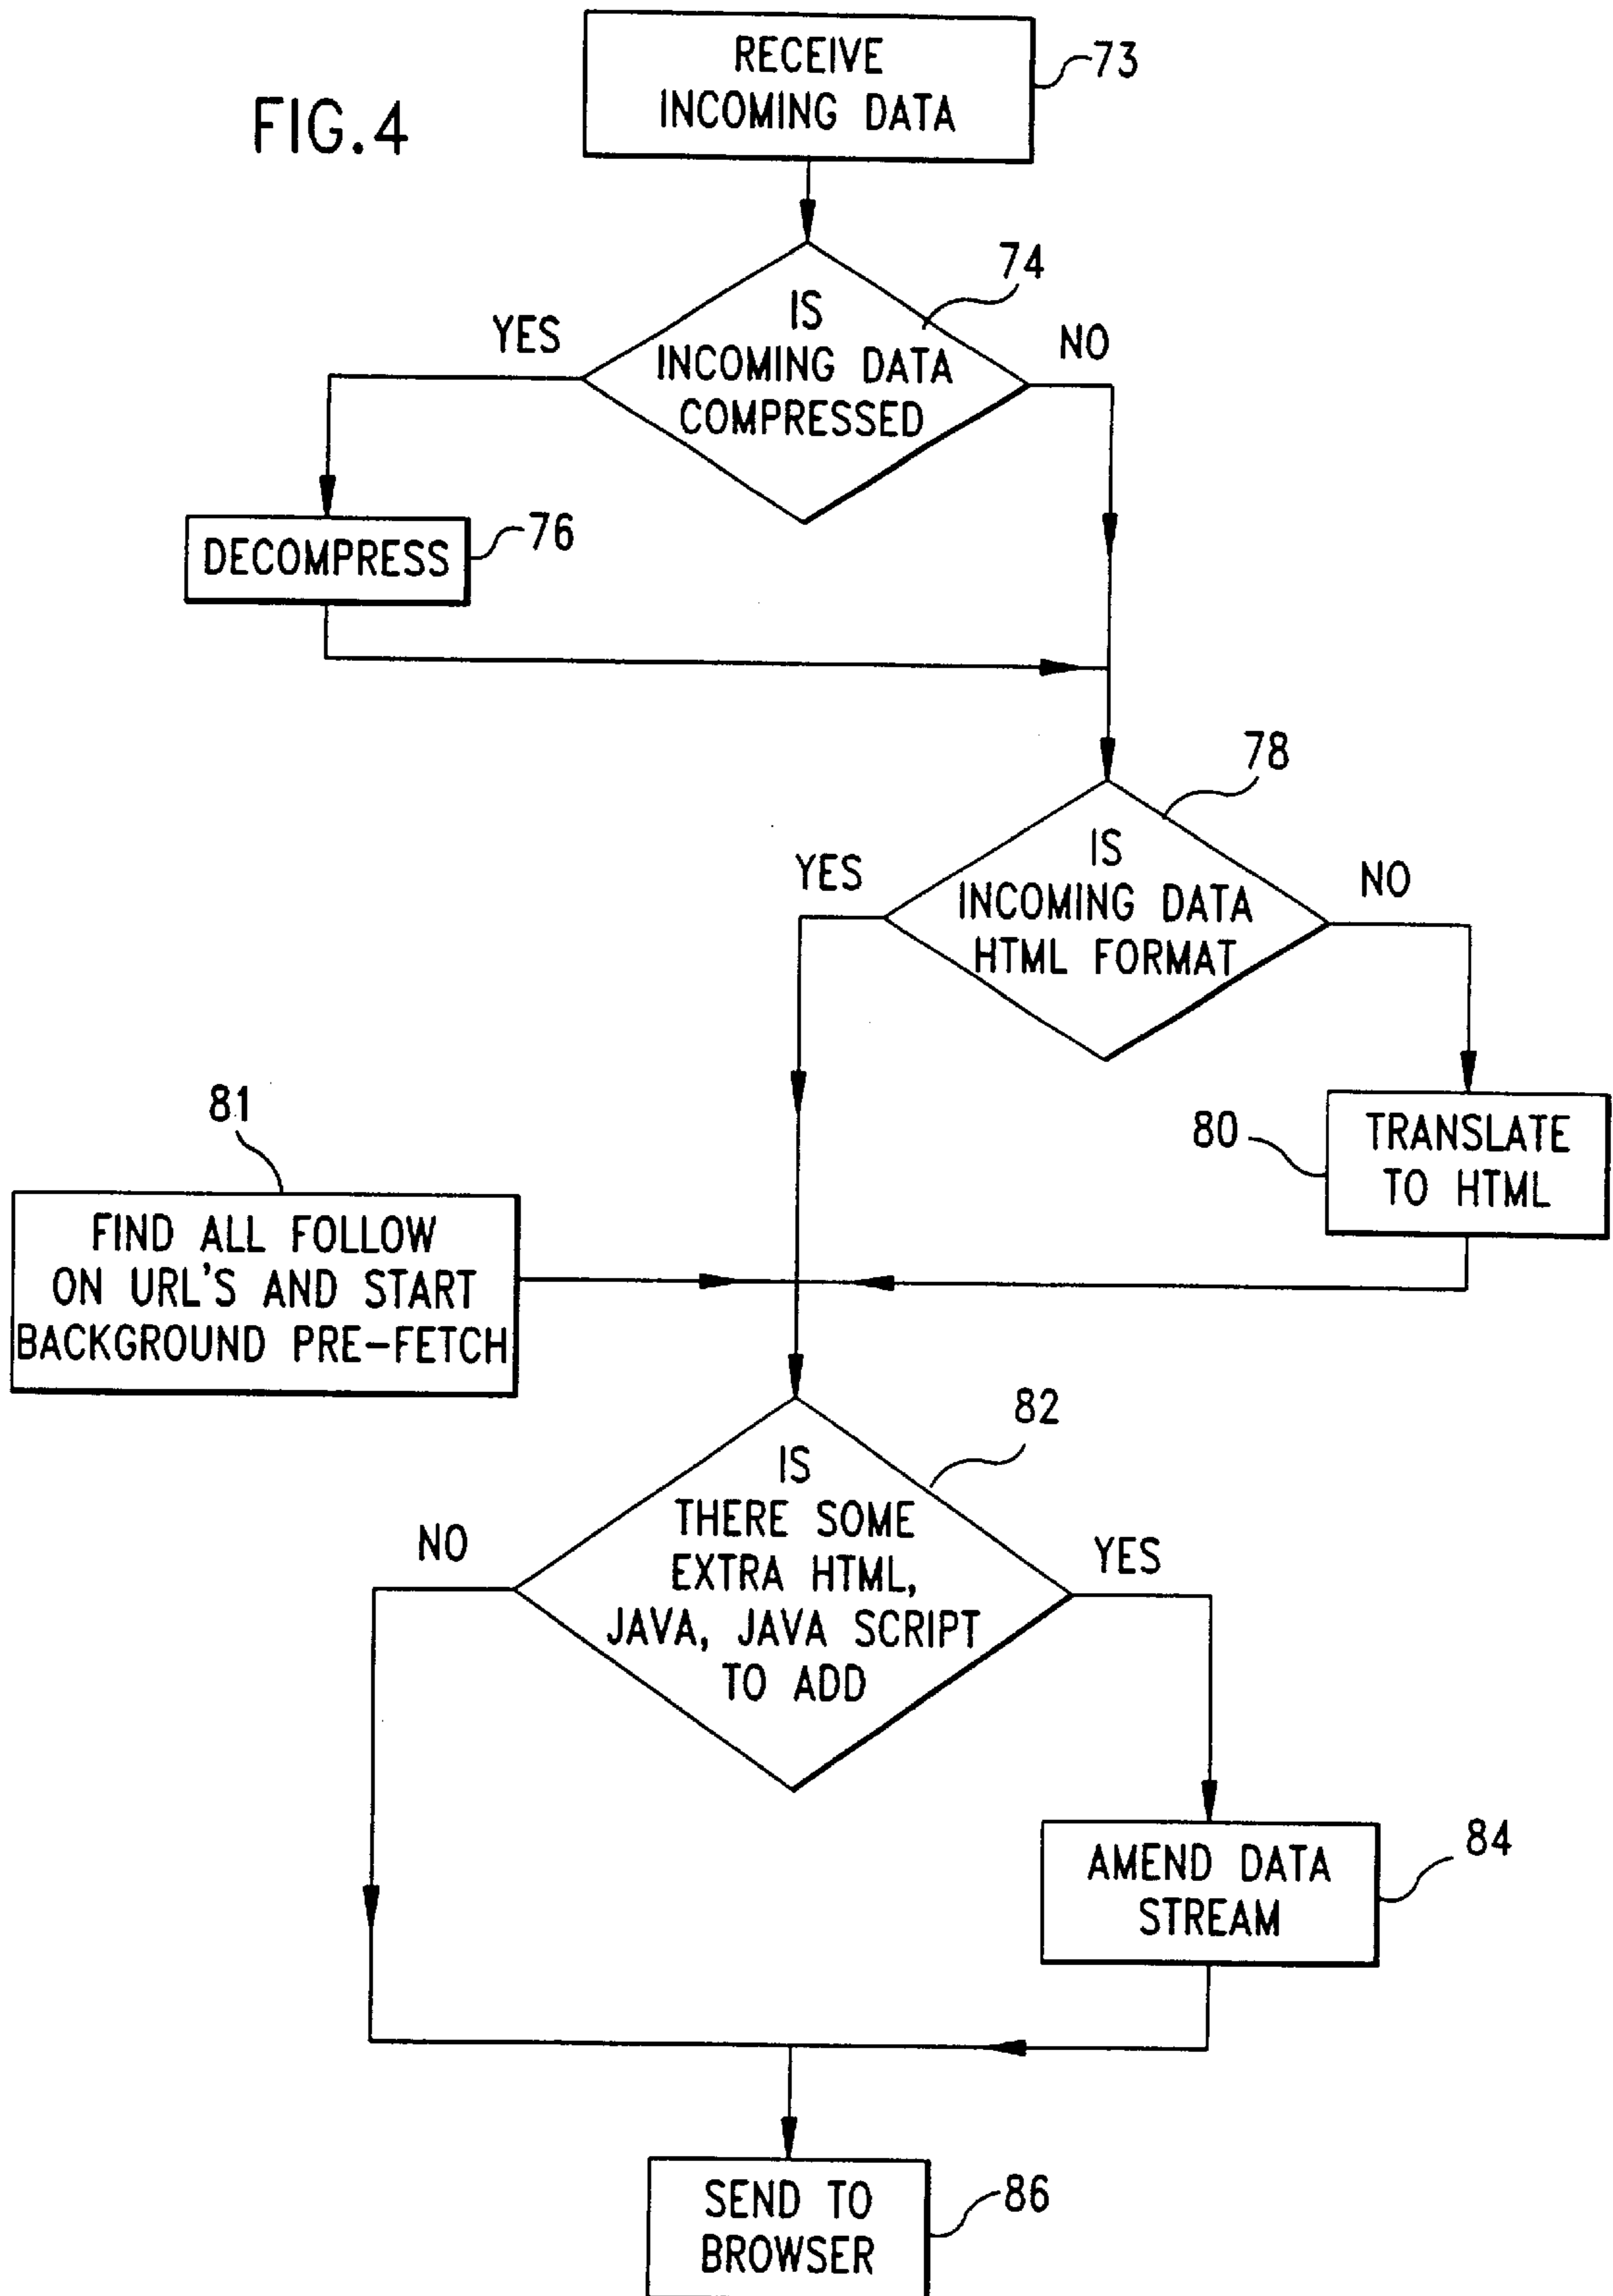 FIG.4
RECEIVE
INCOMING DATA
73
74
IS
INCOMING DATA
COMPRESSED
YES
NO
DECOMPRESS
76
78
IS
INCOMING DATA
HTML FORMAT
YES
NO
80
TRANSLATE
TO HTML
81
FIND ALL FOLLOW
ON URL'S AND START
BACKGROUND PRE-FETCH
82
IS
THERE SOME
EXTRA HTML,
JAVA, JAVA SCRIPT
TO ADD
NO
YES
84
AMEND DATA
STREAM
SEND TO
BROWSER
86